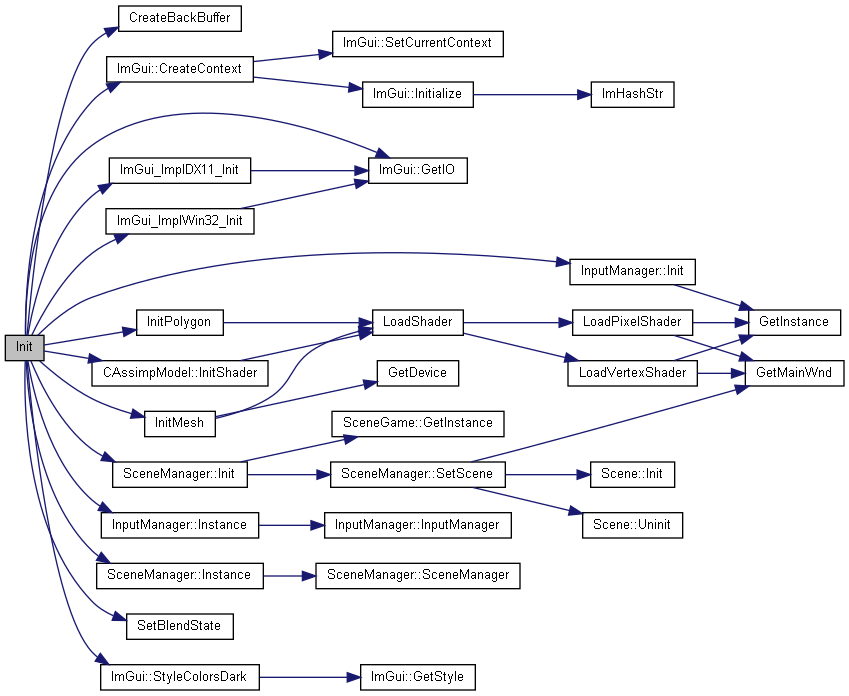 CreateBackBuffer
ImGui::SetCurrentContext
ImGui::CreateContext
ImGui::Initialize
ImHashStr
ImGui_ImplDX11_Init
ImGui::GetIO
ImGui_ImplWin32_Init
InputManager::Init
InitPolygon
LoadShader
LoadPixelShader
GetInstance
Init
CAssimpModel::InitShader
GetDevice
LoadVertexShader
GetMainWnd
InitMesh
SceneGame::GetInstance
SceneManager::Init
SceneManager::SetScene
Scene::Init
InputManager::Instance
InputManager::InputManager
Scene::Uninit
SceneManager::Instance
SceneManager::SceneManager
SetBlendState
ImGui::StyleColorsDark
ImGui::GetStyle